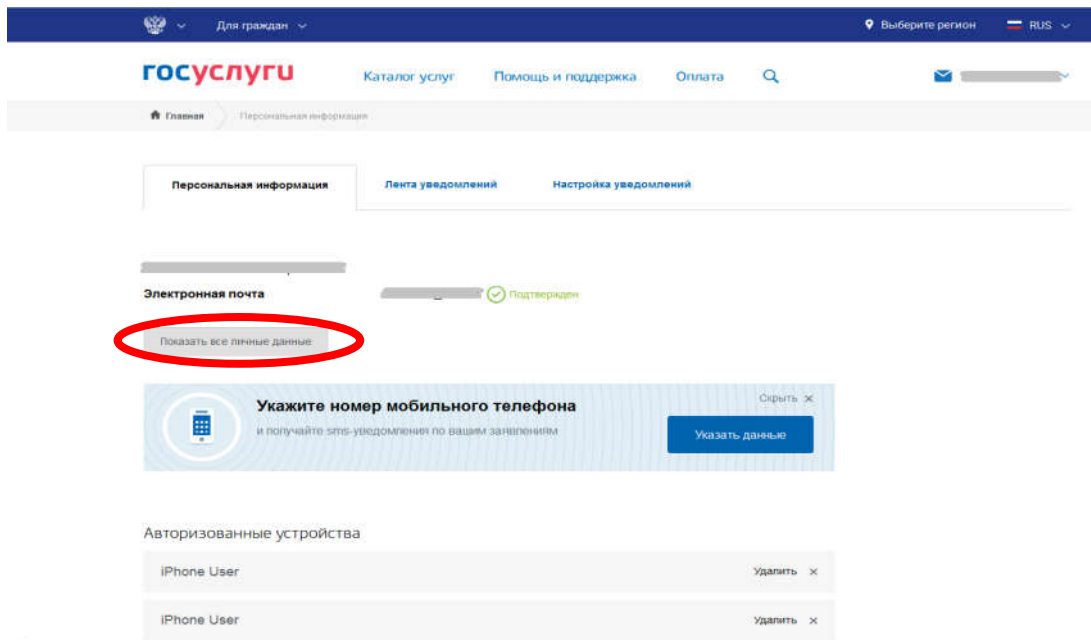 Для граждан
Выберите регион
RUS
госуслуги
Каталог услуг
Помощь и поддержка
Оплата
Главная
Персональная информация
Персональная информация
Лента уведомлений
Настройка уведомлений
Электронная почта
Подтвержден
Показать все личные данные
Укажите номер мобильного телефона
Скрыть
и получайте sms-уведомления по вашим заявлениям
Указать данные
Авторизованные устройства
iPhone User
Удалить
iPhone User
Удалить